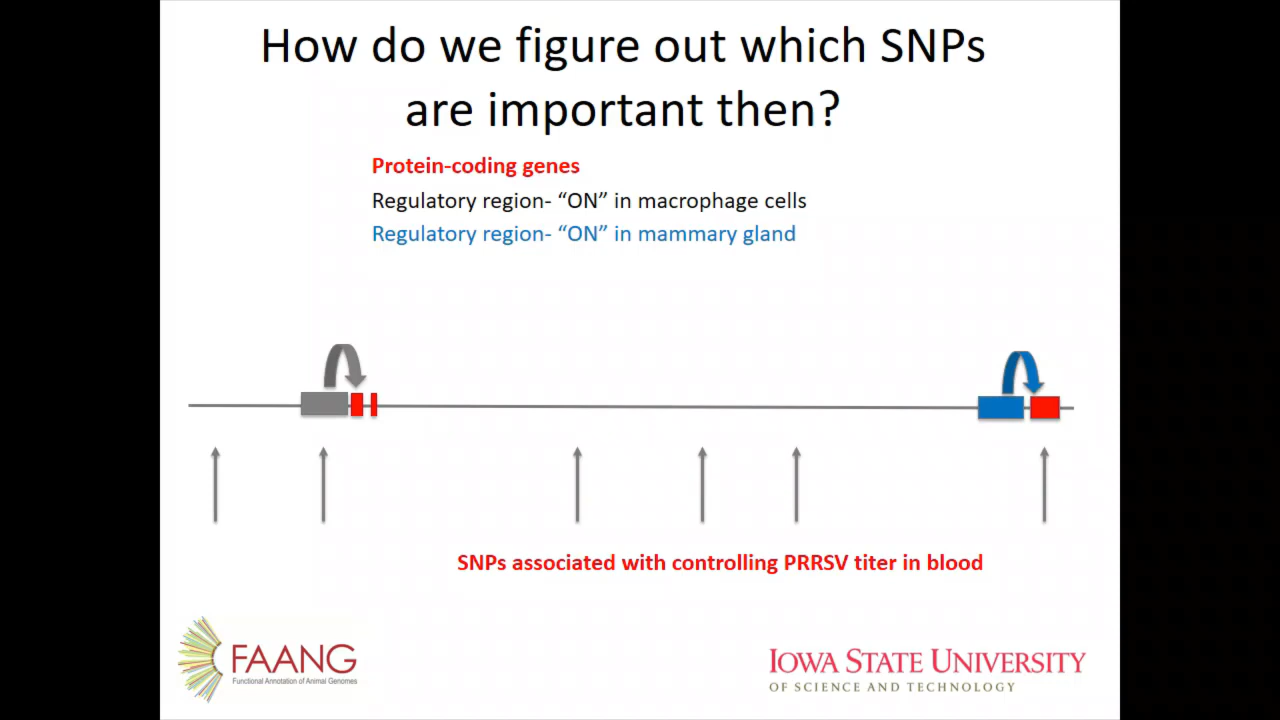 How do we figure out which SNPs
are important then?
Protein-coding genes
Regulatory region- “ON” in macrophage cells
Regulatory region- “ON” in mammary gland
SNPs associated with controlling PRRSV titer in blood
FAANG
Functional Annotation of Animal Genomes
IOWA STATE UNIVERSITY
OF SCIENCE AND TECHNOLOGY